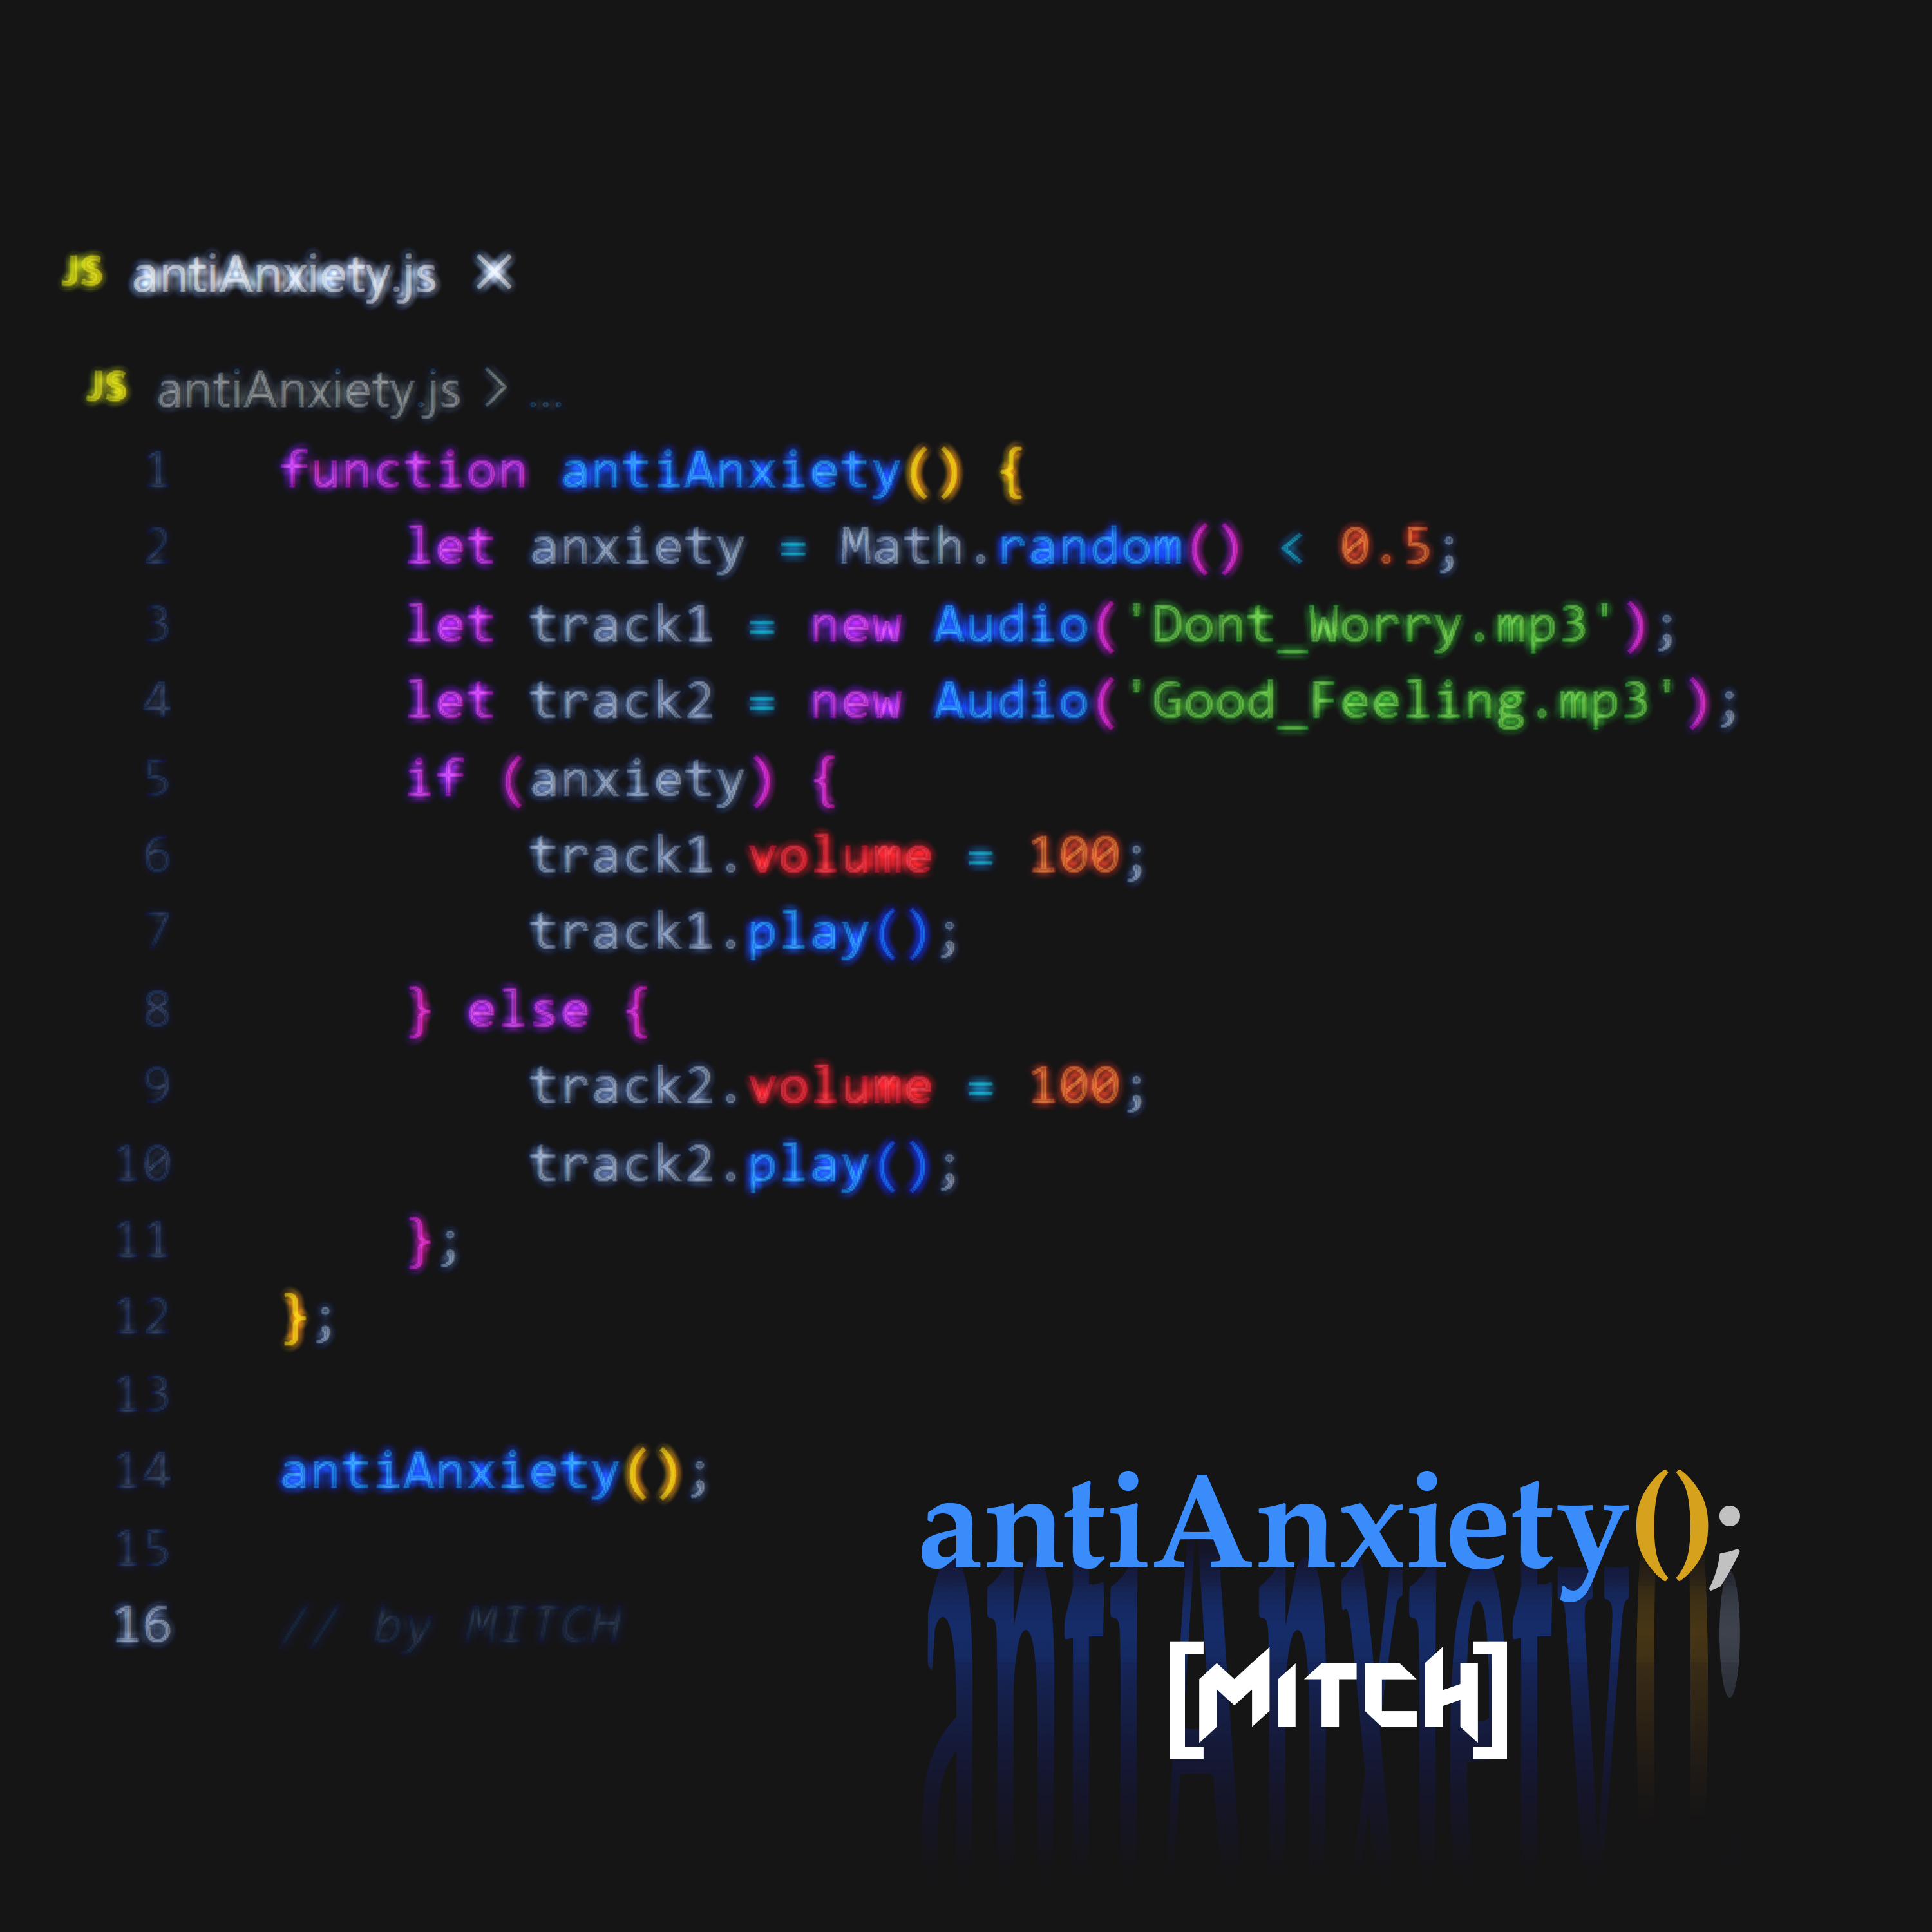 JS antiAnxiety.js ×
JS antiAnxiety.js > ...
1 function antiAnxiety() {
2 let anxiety = Math.random() < 0.5;
3 let track1 = new Audio('Dont_Worry.mp3');
4 let track2 = new Audio('Good_Feeling.mp3');
5 if (anxiety) {
6 track1.volume = 100;
7 track1.play();
8 } else {
9 track2.volume = 100;
10 track2.play();
11 };
12 };
13
14 antiAnxiety();
15
16 // by MITCH
antiAnxiety();
[MiTCH]